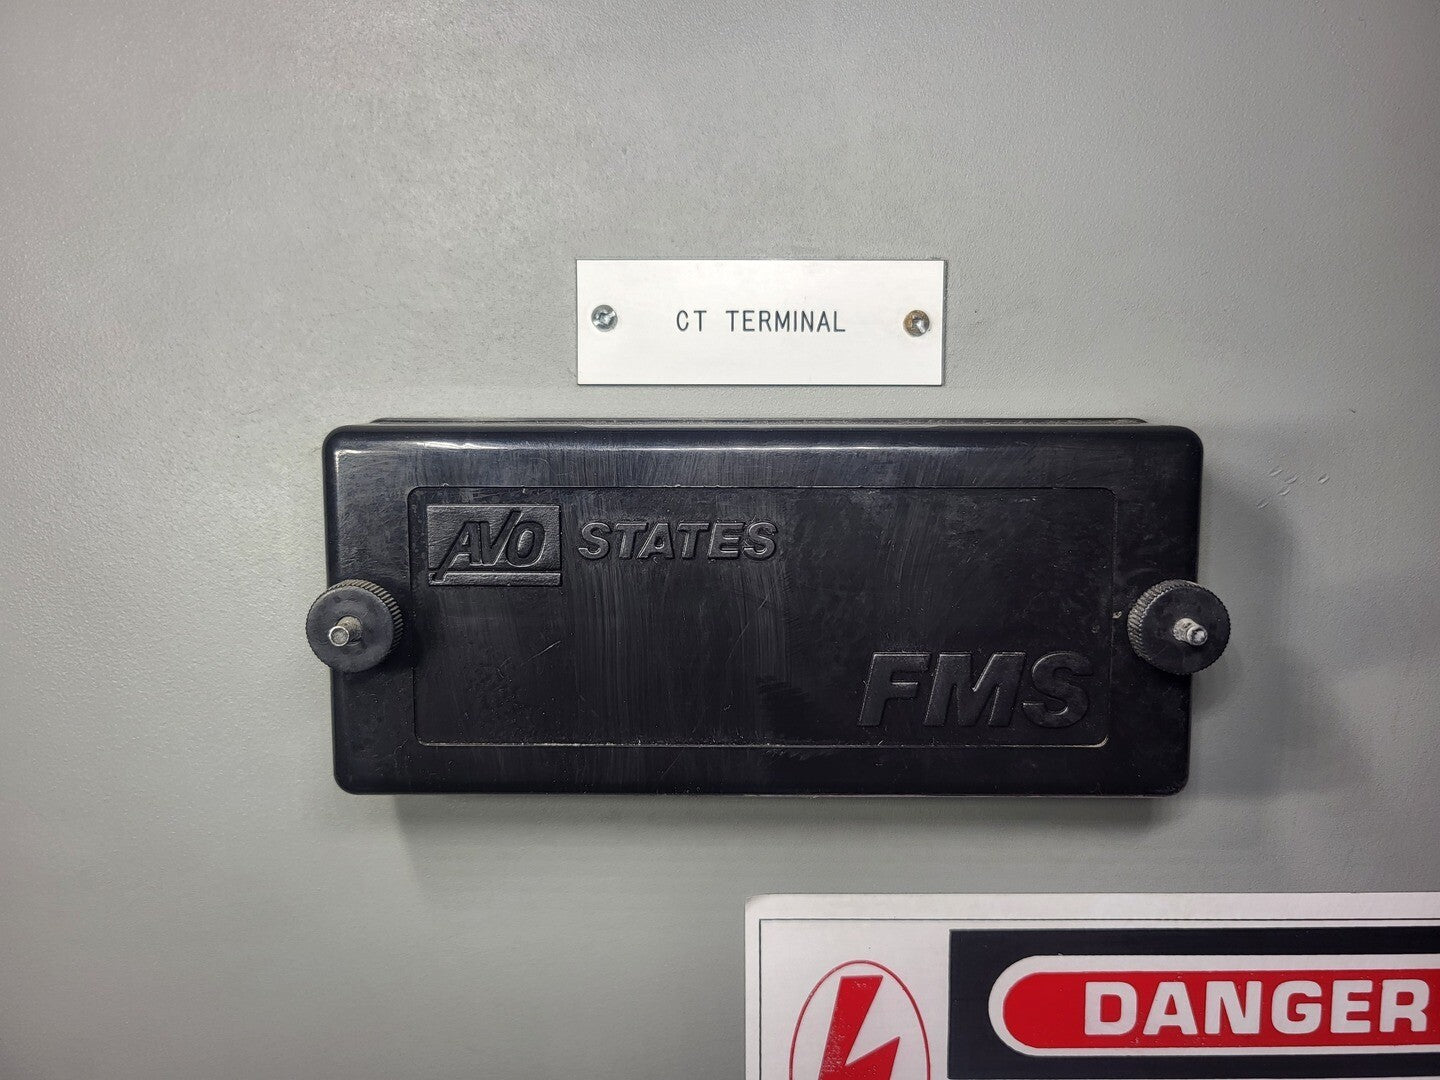 CT TERMINAL
AVO STATES
FMS
DANGER